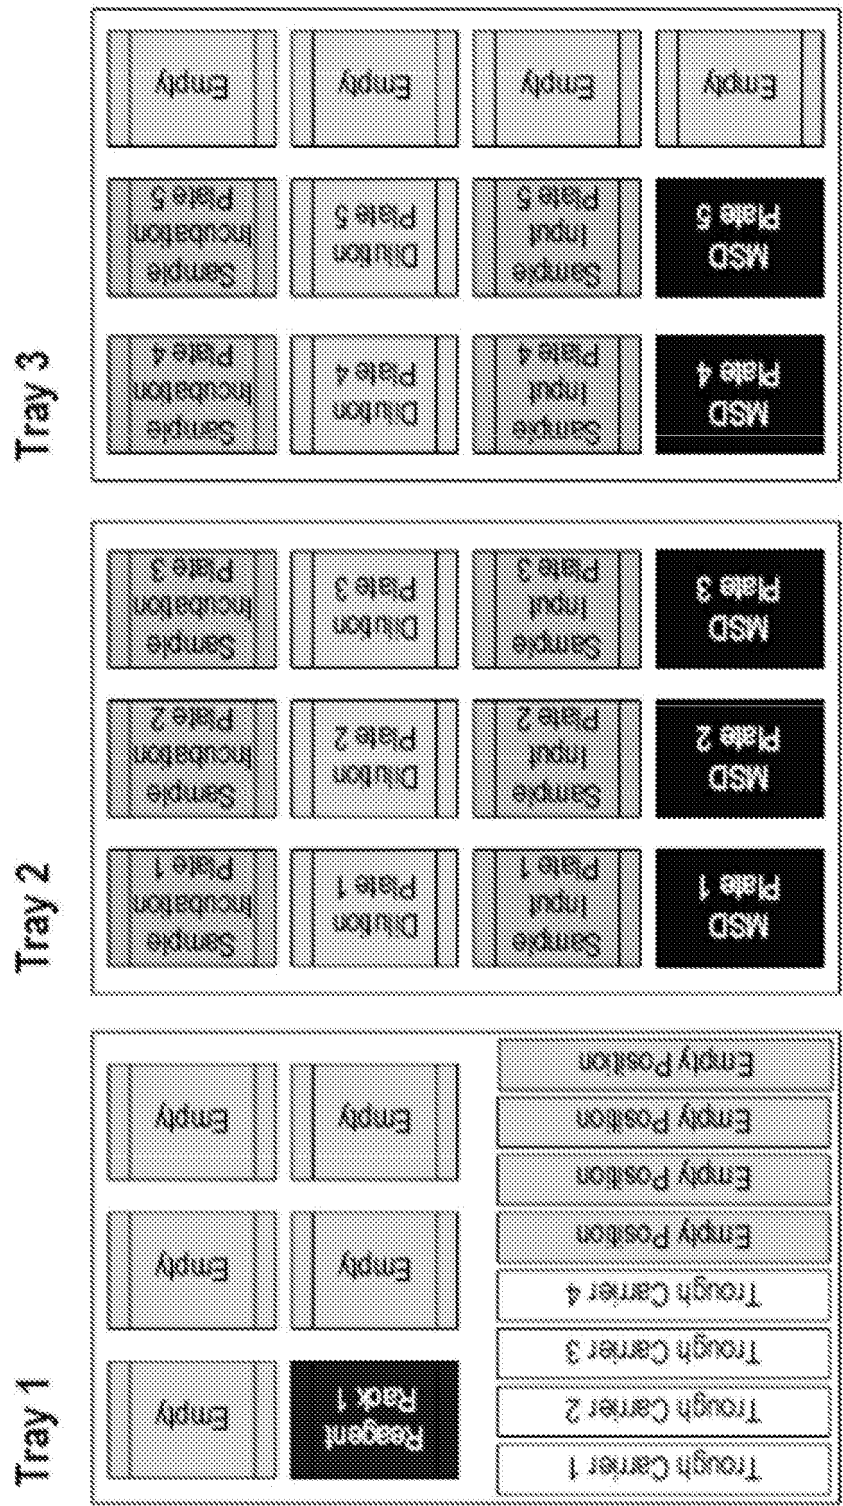 Tray 1
Trough Carrier 1
Trough Carrier 2
Trough Carrier 3
Trough Carrier 4
Empty Position
Empty Position
Empty Position
Empty Position
Reagent
Rack 1
Empty
Empty
Empty
Empty
Empty
Tray 2
MSD
Plate 1
Sample
Input
Plate 1
Dilution
Plate 1
Sample
Incubation
Plate 1
MSD
Plate 2
Sample
Input
Plate 2
Dilution
Plate 2
Sample
Incubation
Plate 2
MSD
Plate 3
Sample
Input
Plate 3
Dilution
Plate 3
Sample
Incubation
Plate 3
Tray 3
MSD
Plate 4
Sample
Input
Plate 4
Dilution
Plate 4
Sample
Incubation
Plate 4
MSD
Plate 5
Sample
Input
Plate 5
Dilution
Plate 5
Sample
Incubation
Plate 5
Empty
Empty
Empty
Empty